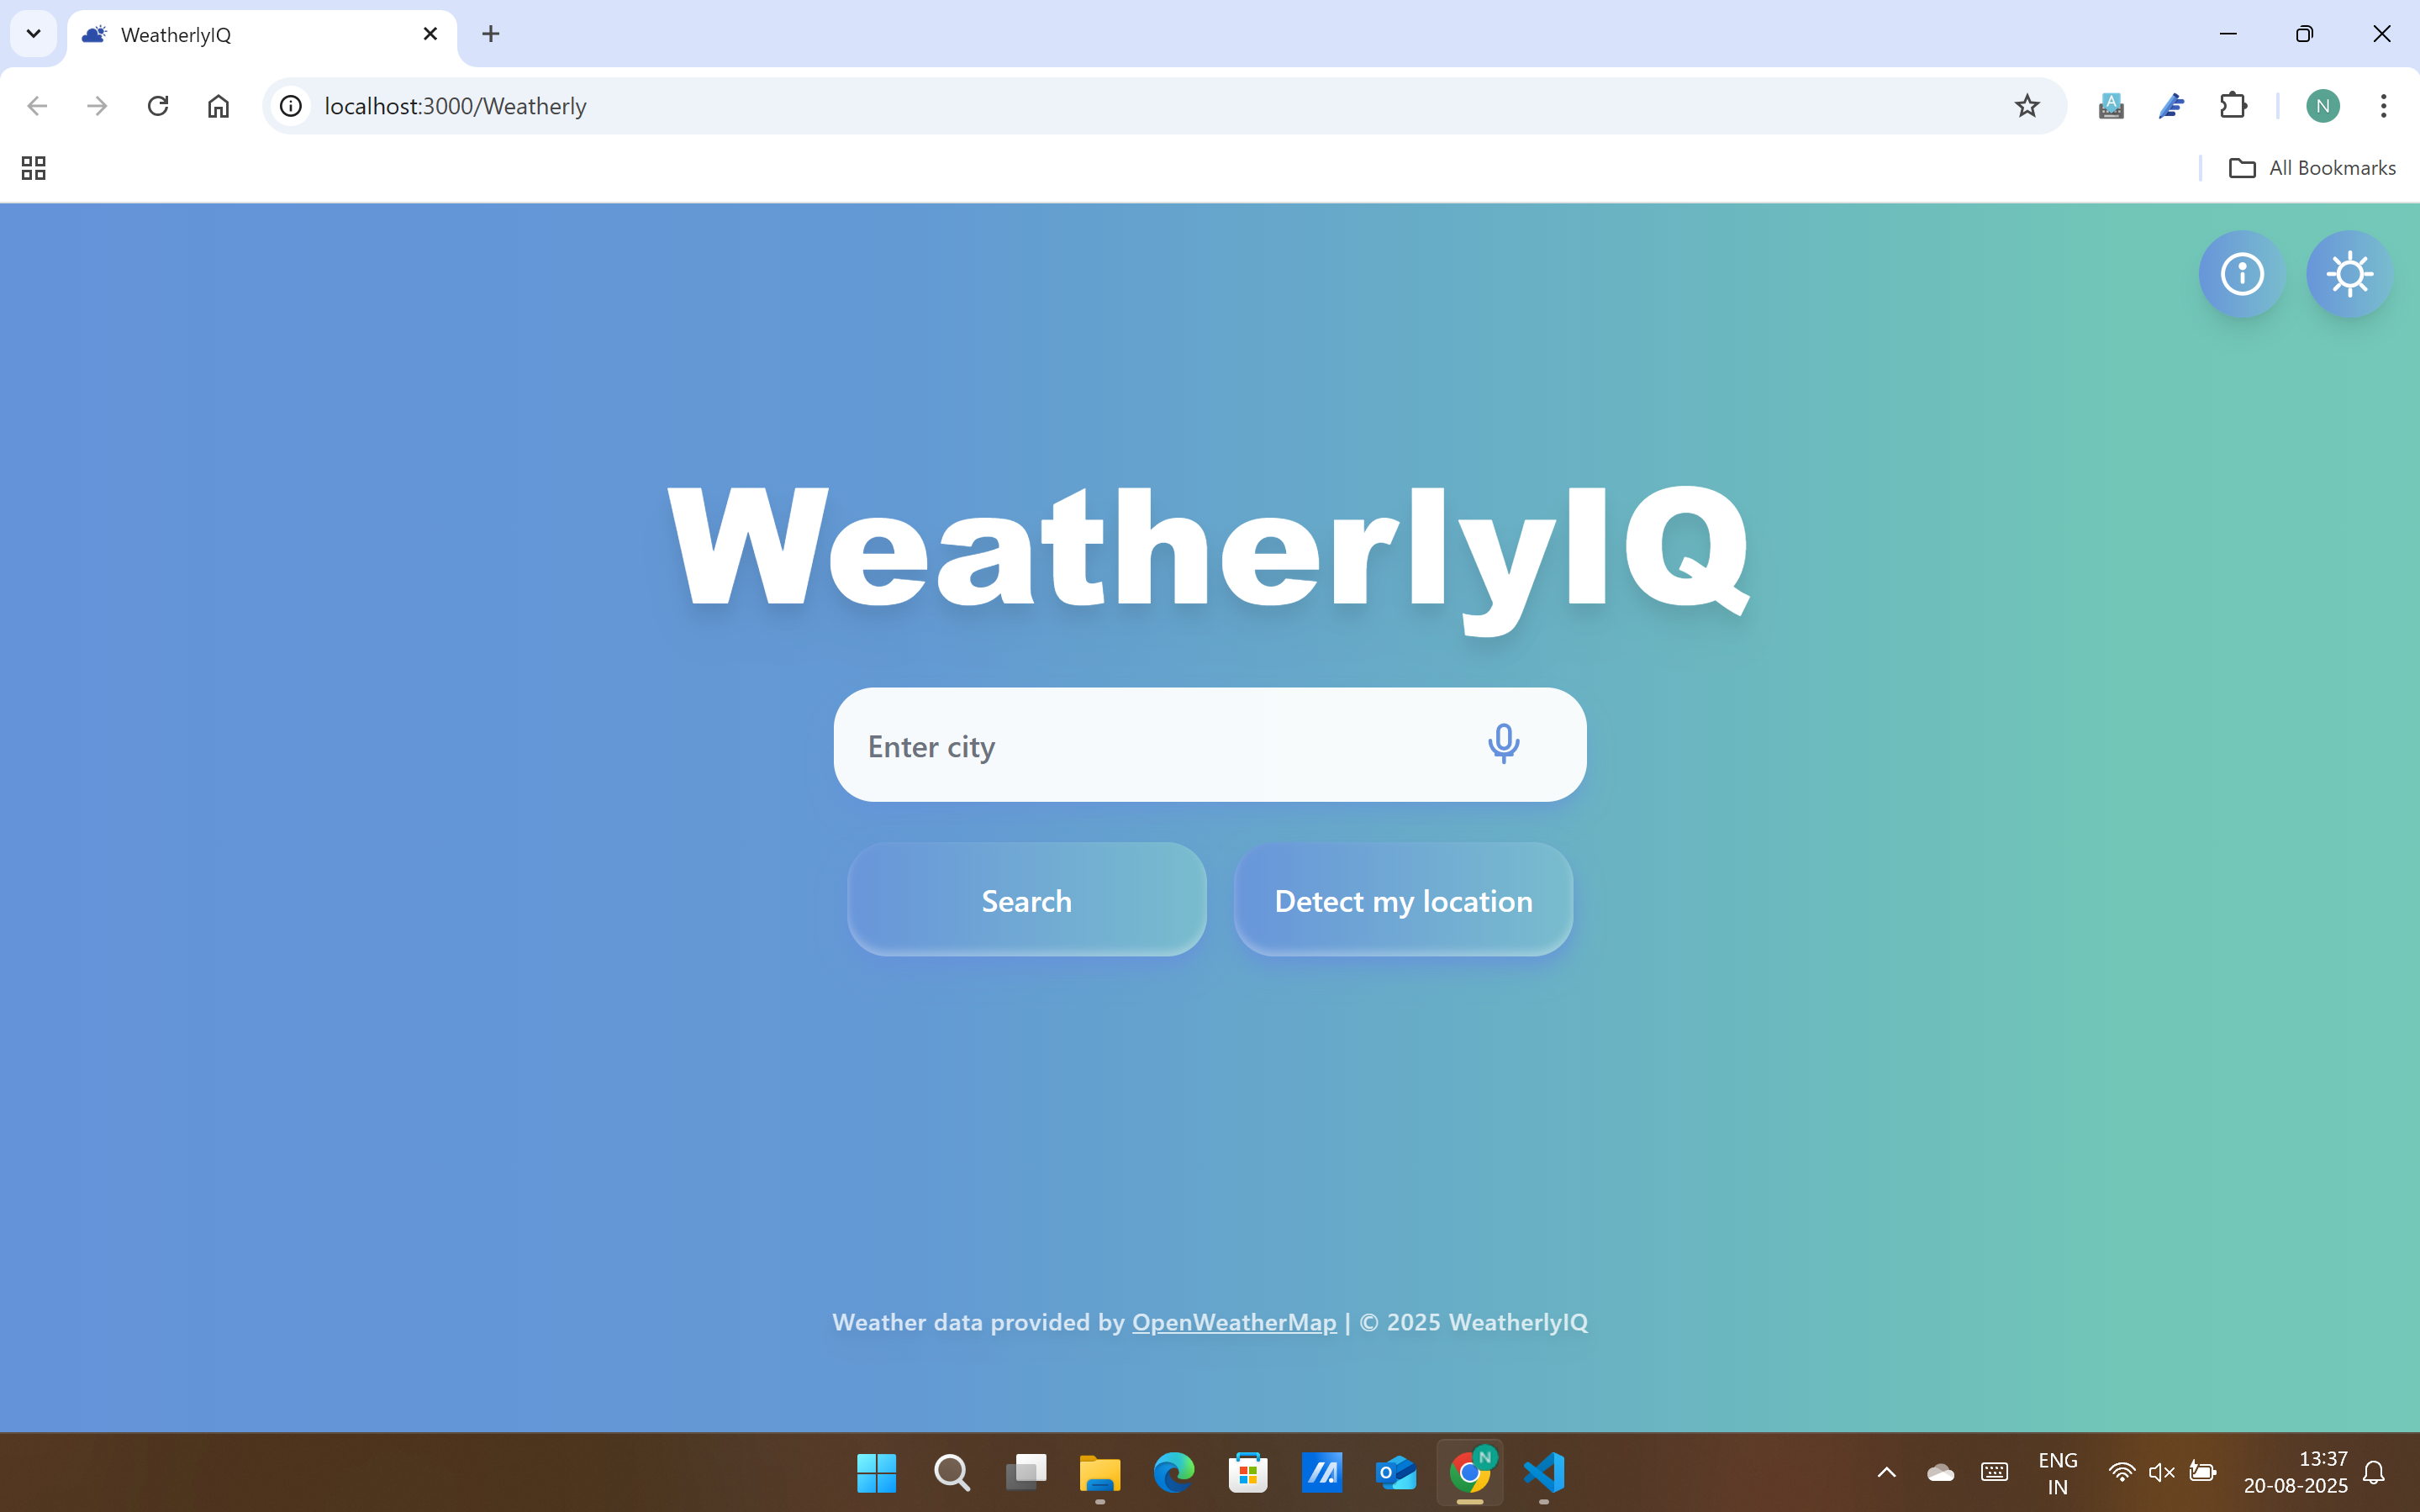 WeatherlyIQ
localhost:3000/Weatherly
N
All Bookmarks
WeatherlyIQ
Enter city
Search
Detect my location
Weather data provided by OpenWeatherMap | © 2025 WeatherlyIQ
ENG
IN
13:37
20-08-2025